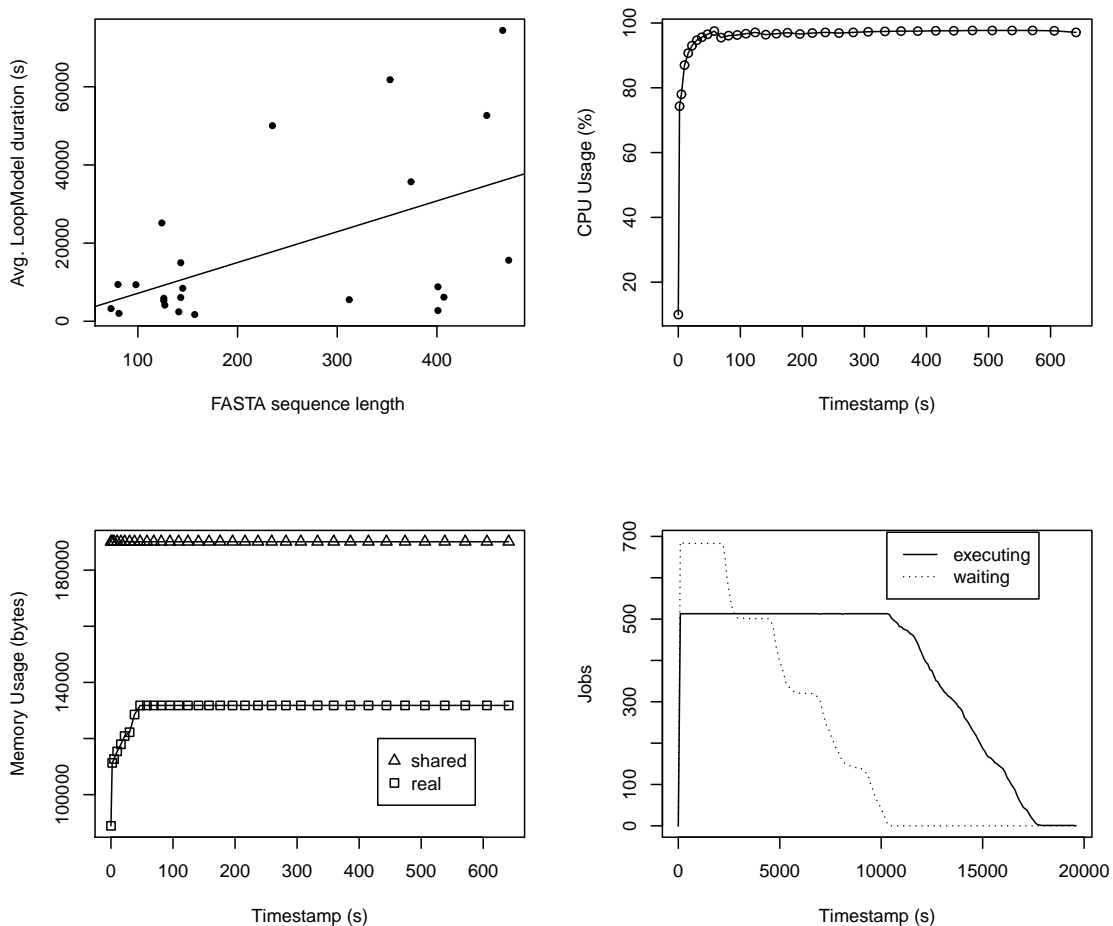 0 20000 40000 60000
Avg. LoopModel duration (s)
100 200 300 400
FASTA sequence length
20 40 60 80 100
CPU Usage (%)
0 100 200 300 400 500 600
Timestamp (s)
100000 140000 180000
Memory Usage (bytes)
shared
real
0 100 200 300 400 500 600
Timestamp (s)
0 100 300 500 700
Jobs
executing
waiting
0 5000 10000 15000 20000
Timestamp (s)